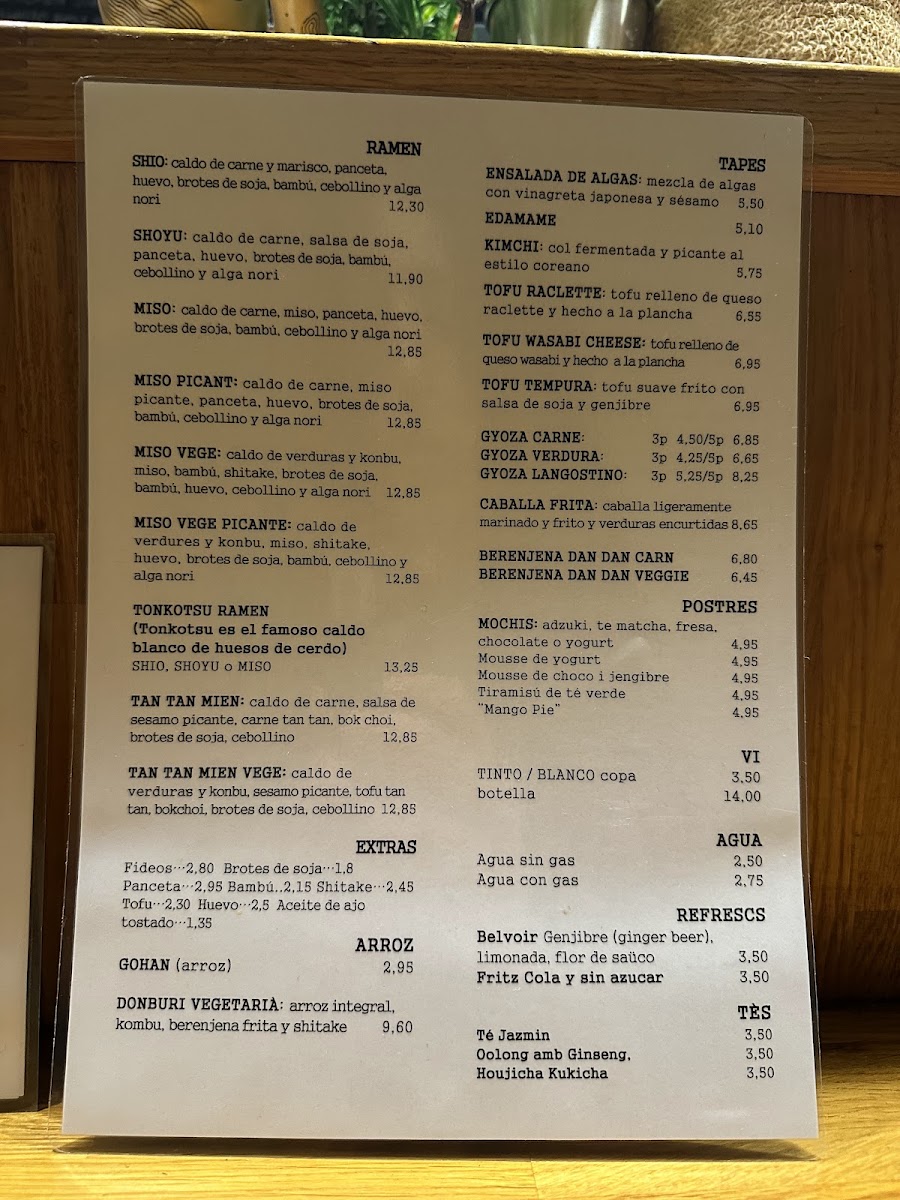 RAMEN
SHIO: caldo de carne y marisco, panceta,
huevo, brotes de soja, bambú, cebollino y alga
nori 12,30
SHOYU: caldo de carne, salsa de soja,
panceta, huevo, brotes de soja, bambú,
cebollino y alga nori 11,90
MISO: caldo de carne, miso, panceta, huevo,
brotes de soja, bambú, cebollino y alga nori
12,85
MISO PICANT: caldo de carne, miso
picante, panceta, huevo, brotes de soja,
bambú, cebollino y alga nori 12,85
MISO VEGE: caldo de verduras y konbu,
miso, bambú, shitake, brotes de soja,
bambú, huevo, cebollino y alga nori 12,85
MISO VEGE PICANTE: caldo de
verdures y konbu, miso, shitake,
huevo, brotes de soja, bambú, cebollino y
alga nori 12,85
TONKOTSU RAMEN
(Tonkotsu es el famoso caldo
blanco de huesos de cerdo)
SHIO, SHOYU o MISO 13,25
TAN TAN MIEN: caldo de carne, salsa de
sesamo picante, carne tan tan, bok choi,
brotes de soja, cebollino 12,85
TAN TAN MIEN VEGE: caldo de
verduras y konbu, sesamo picante, tofu tan
tan, bokchoi, brotes de soja, cebollino 12,85
EXTRAS
Fideos···2,80 Brotes de soja···1,8
Panceta···2,95 Bambú..2,15 Shitake···2,45
Tofu···2,30 Huevo···2,5 Aceite de ajo
tostado···1,35
ARROZ
GOHAN (arroz) 2,95
DONBURI VEGETARIÀ: arroz integral,
kombu, berenjena frita y shitake 9,60
TAPES
ENSALADA DE ALGAS: mezcla de algas
con vinagreta japonesa y sésamo 5,50
EDAMAME 5,10
KIMCHI: col fermentada y picante al
estilo coreano 5,75
TOFU RACLETTE: tofu relleno de queso
raclette y hecho a la plancha 6,55
TOFU WASABI CHEESE: tofu relleno de
queso wasabi y hecho a la plancha 6,95
TOFU TEMPURA: tofu suave frito con
salsa de soja y genjibre 6,95
GYOZA CARNE: 3p 4,50/5p 6,85
GYOZA VERDURA: 3p 4,25/5p 6,65
GYOZA LANGOSTINO: 3p 5,25/5p 8,25
CABALLA FRITA: caballa ligeramente
marinado y frito y verduras encurtidas 8,65
BERENJENA DAN DAN CARN 6,80
BERENJENA DAN DAN VEGGIE 6,45
POSTRES
MOCHIS: adzuki, te matcha, fresa,
chocolate o yogurt 4,95
Mousse de yogurt 4,95
Mousse de choco i jengibre 4,95
Tiramisú de té verde 4,95
"Mango Pie" 4,95
VI
TINTO / BLANCO copa 3,50
botella 14,00
AGUA
Agua sin gas 2,50
Agua con gas 2,75
REFRESCS
Belvoir Genjibre (ginger beer),
limonada, flor de saüco 3,50
Fritz Cola y sin azucar 3,50
TÈS
Té Jazmin 3,50
Oolong amb Ginseng, 3,50
Houjicha Kukicha 3,50